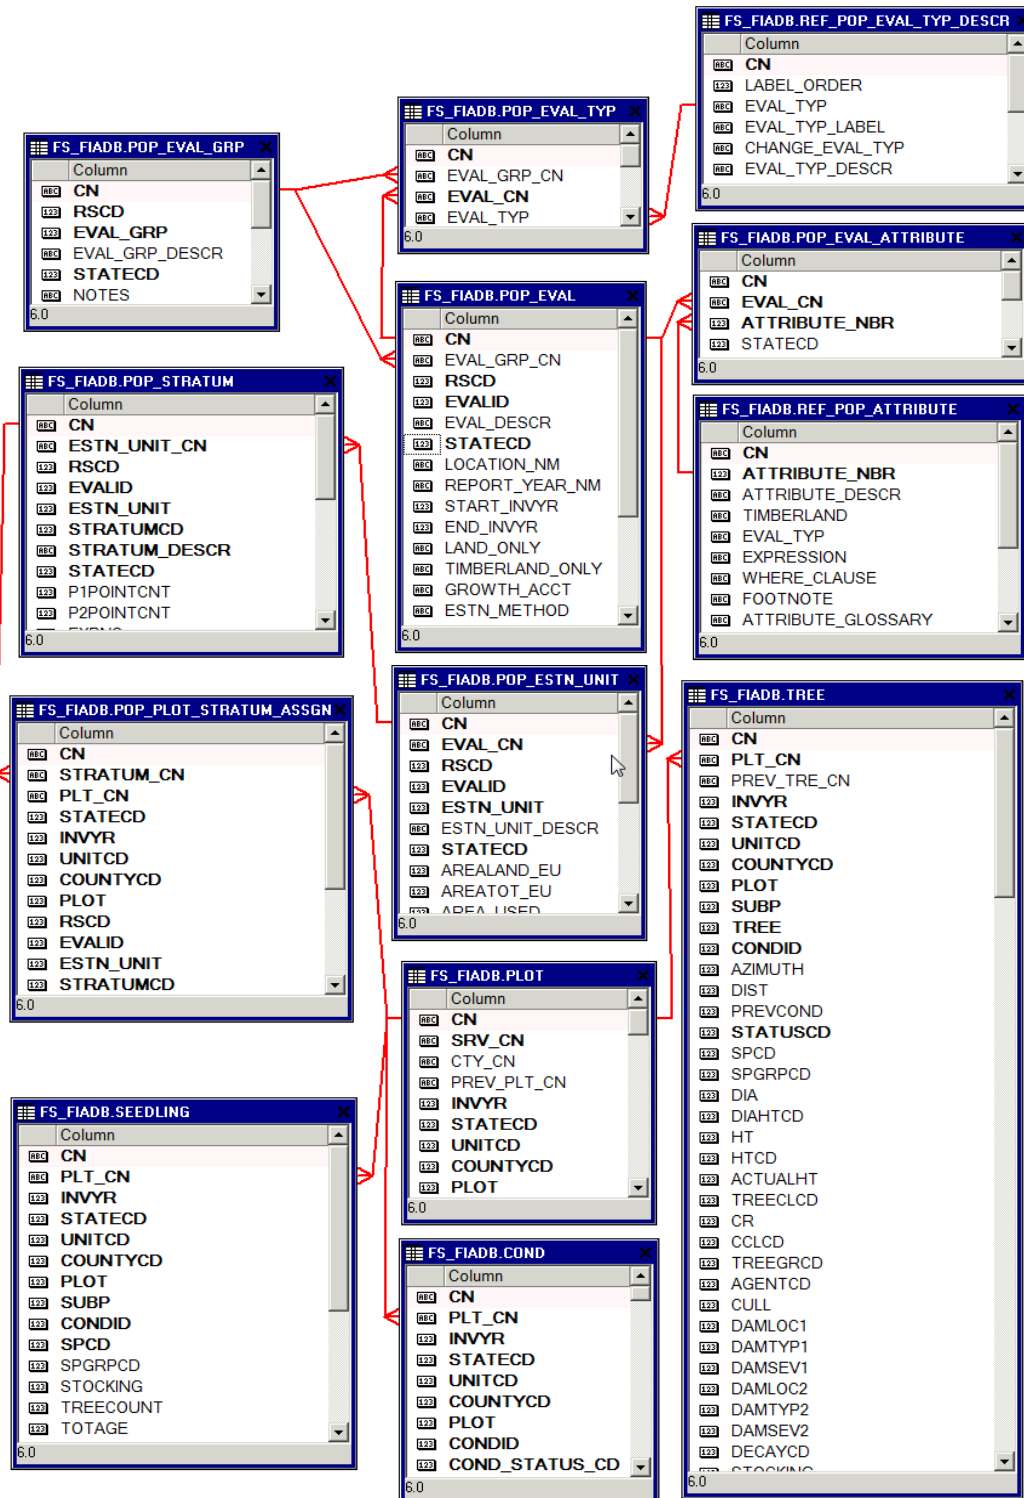 FS_FIADB.REF_POP_EVAL_TYP_DESCR
Column
CN
LABEL_ORDER
EVAL_TYP
EVAL_TYP_LABEL
CHANGE_EVAL_TYP
EVAL_TYP_DESCR
6.0
FS_FIADB.POP_EVAL_TYP
Column
CN
EVAL_GRP_CN
EVAL_CN
EVAL_TYP
6.0
FS_FIADB.POP_EVAL_GRP
Column
CN
RSCD
EVAL_GRP
EVAL_GRP_DESCR
STATECD
NOTES
6.0
FS_FIADB.POP_EVAL_ATTRIBUTE
Column
CN
EVAL_CN
ATTRIBUTE_NBR
STATECD
6.0
FS_FIADB.POP_EVAL
Column
CN
EVAL_GRP_CN
RSCD
EVALID
EVAL_DESCR
STATECD
LOCATION_NM
REPORT_YEAR_NM
START_INVYR
END_INVYR
LAND_ONLY
TIMBERLAND_ONLY
GROWTH_ACCT
ESTN_METHOD
6.0
FS_FIADB.POP_STRATUM
Column
CN
ESTN_UNIT_CN
RSCD
EVALID
ESTN_UNIT
STRATUMCD
STRATUM_DESCR
STATECD
P1POINTCNT
P2POINTCNT
6.0
FS_FIADB.REF_POP_ATTRIBUTE
Column
CN
ATTRIBUTE_NBR
ATTRIBUTE_DESCR
TIMBERLAND
EVAL_TYP
EXPRESSION
WHERE_CLAUSE
FOOTNOTE
ATTRIBUTE_GLOSSARY
6.0
FS_FIADB.POP_ESTN_UNIT
Column
CN
EVAL_CN
RSCD
EVALID
ESTN_UNIT
ESTN_UNIT_DESCR
STATECD
AREALAND_EU
AREATOT_EU
AREA_USED
6.0
FS_FIADB.POP_PLOT_STRATUM_ASSGN
Column
CN
STRATUM_CN
PLT_CN
STATECD
INVYR
UNITCD
COUNTYCD
PLOT
RSCD
EVALID
ESTN_UNIT
STRATUMCD
6.0
FS_FIADB.TREE
Column
CN
PLT_CN
PREV_TRE_CN
INVYR
STATECD
UNITCD
COUNTYCD
PLOT
SUBP
TREE
CONDID
AZIMUTH
DIST
PREVCOND
STATUSCD
SPCD
SPGRPCD
DIA
DIAHTCD
HT
HTCD
ACTUALHT
TREECLCD
CR
CCLCD
TREEGRCD
AGENTCD
CULL
DAMLOC1
DAMTYP1
DAMSEV1
DAMLOC2
DAMTYP2
DAMSEV2
DECAYCD
STOCKING
6.0
FS_FIADB.PLOT
Column
CN
SRV_CN
CTY_CN
PREV_PLT_CN
INVYR
STATECD
UNITCD
COUNTYCD
PLOT
6.0
FS_FIADB.SEEDLING
Column
CN
PLT_CN
INVYR
STATECD
UNITCD
COUNTYCD
PLOT
SUBP
CONDID
SPCD
SPGRPCD
STOCKING
TREECOUNT
TOTAGE
6.0
FS_FIADB.COND
Column
CN
PLT_CN
INVYR
STATECD
UNITCD
COUNTYCD
PLOT
CONDID
COND_STATUS_CD
6.0